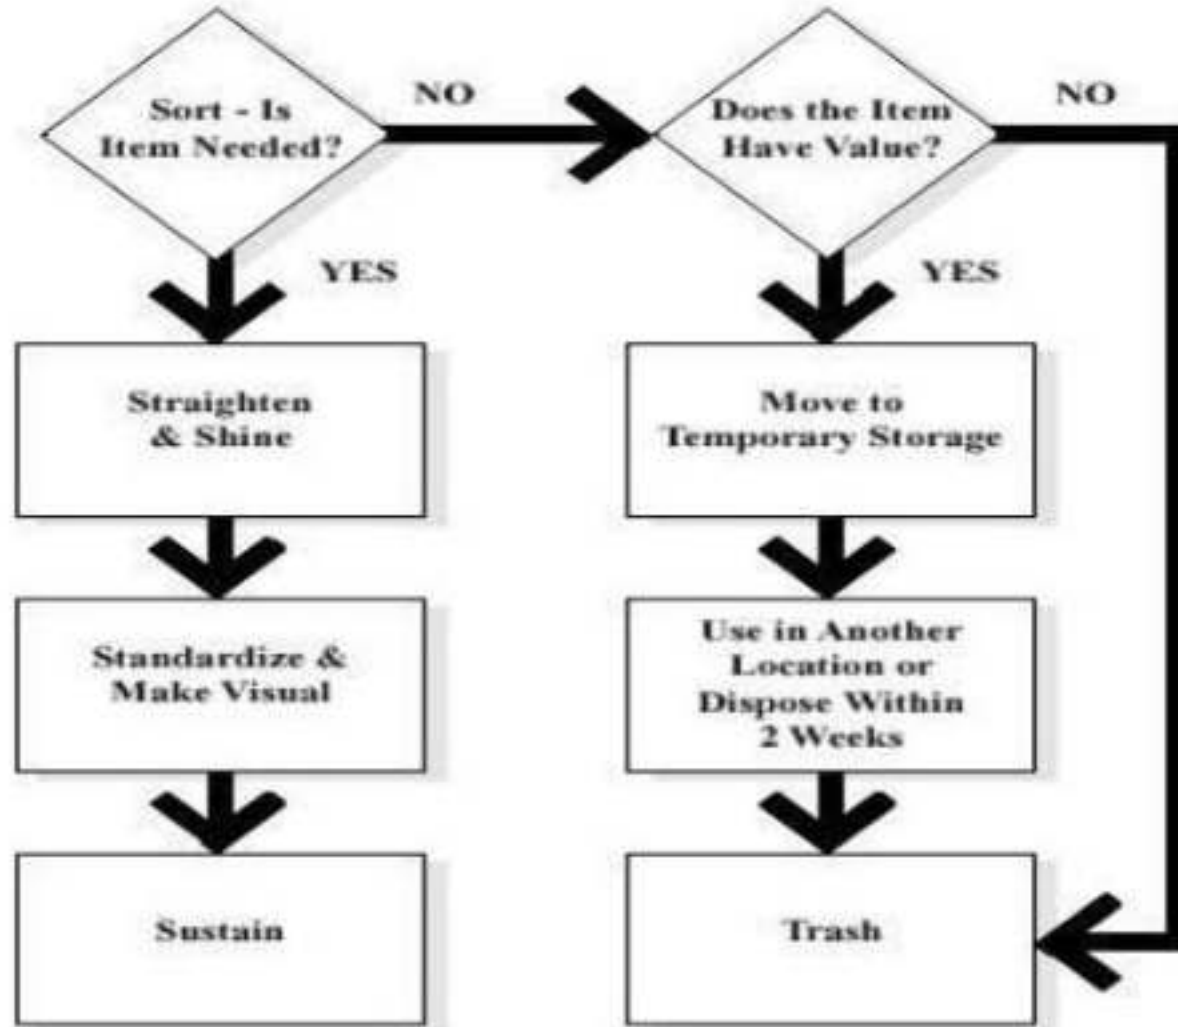 Sort - Is
Item Needed?
NO
Does the Item
Have Value?
NO
YES
YES
Straighten
& Shine
Move to
Temporary Storage
Standardize &
Make Visual
Use in Another
Location or
Dispose Within
2 Weeks
Sustain
Trash